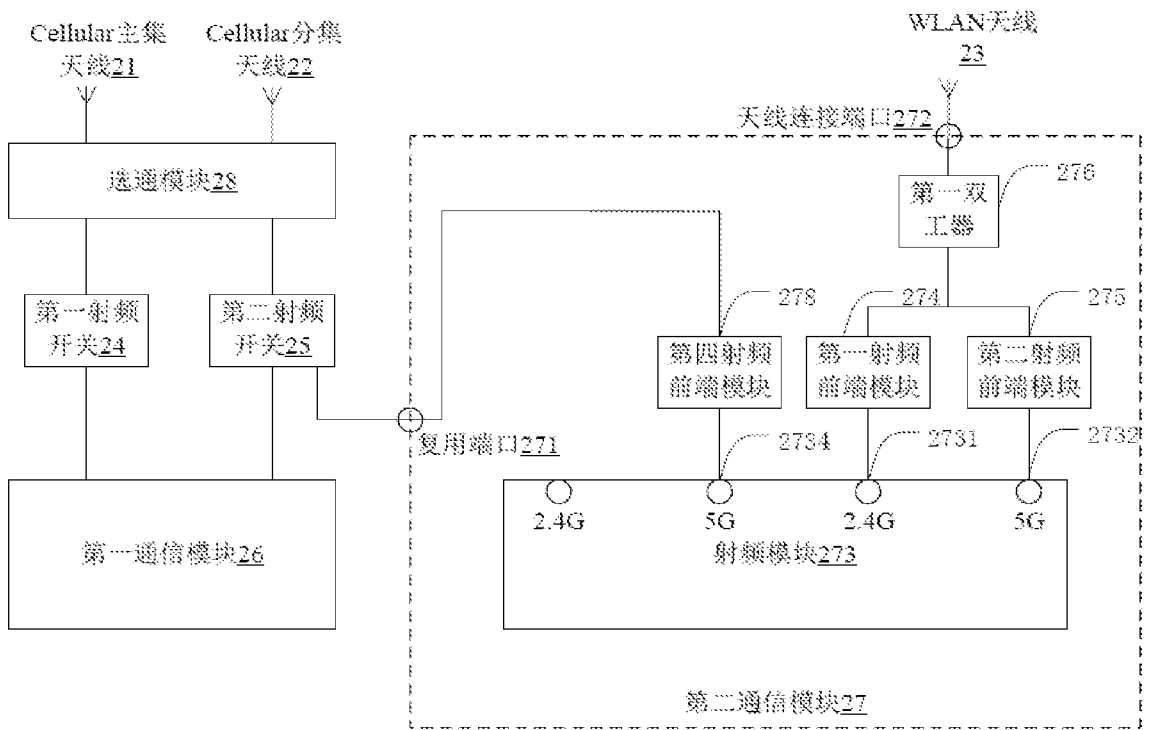 Cellular主集
天线21
Cellular分集
天线22
WLAN天线
23
天线连接端口272
选通模块28
第一双
工器
276
第一射频
开关24
第二射频
开关25
278
274
275
第四射频
前端模块
第一射频
前端模块
第二射频
前端模块
复用端口271
2734
2731
2732
2.4G
5G
2.4G
5G
第一通信模块26
射频模块273
第二通信模块27